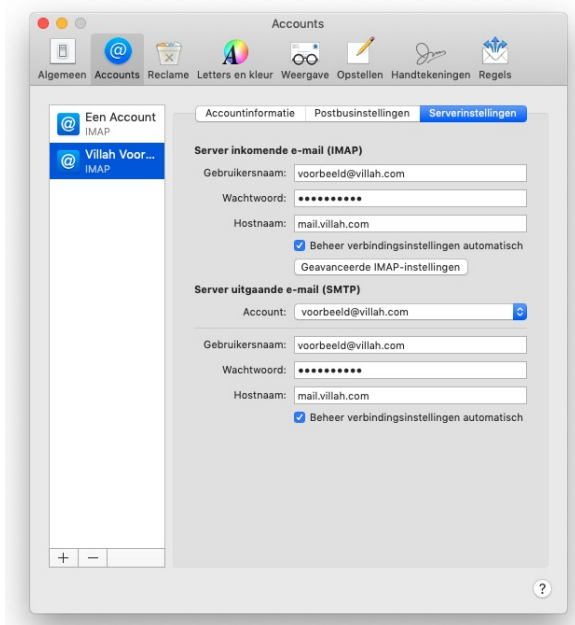 Accounts
Algemeen Accounts Reclame Letters en kleur Weergave Opstellen Handtekeningen Regels
Een Account
IMAP
Villah Voor...
IMAP
Accountinformatie Postbusinstellingen Serverinstellingen
Server inkomende e-mail (IMAP)
Gebruikersnaam: voorbeeld@villah.com
Wachtwoord: ••••••••••
Hostnaam: mail.villah.com
Beheer verbindingsinstellingen automatisch
Geavanceerde IMAP-instellingen
Server uitgaande e-mail (SMTP)
Account: voorbeeld@villah.com
Gebruikersnaam: voorbeeld@villah.com
Wachtwoord: ••••••••••
Hostnaam: mail.villah.com
Beheer verbindingsinstellingen automatisch
+ −
?